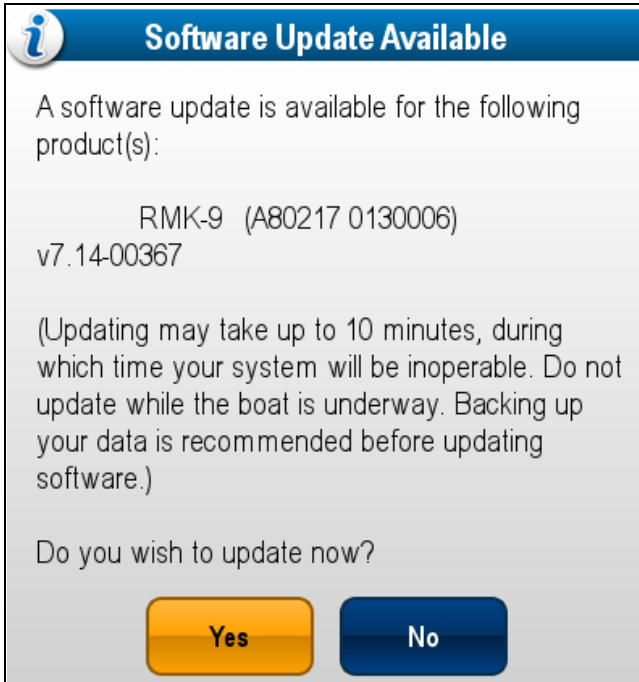 Software Update Available
A software update is available for the following
product(s):
RMK-9 (A80217 0130006)
v7.14-00367
(Updating may take up to 10 minutes, during
which time your system will be inoperable. Do not
update while the boat is underway. Backing up
your data is recommended before updating
software.)
Do you wish to update now?
Yes
No